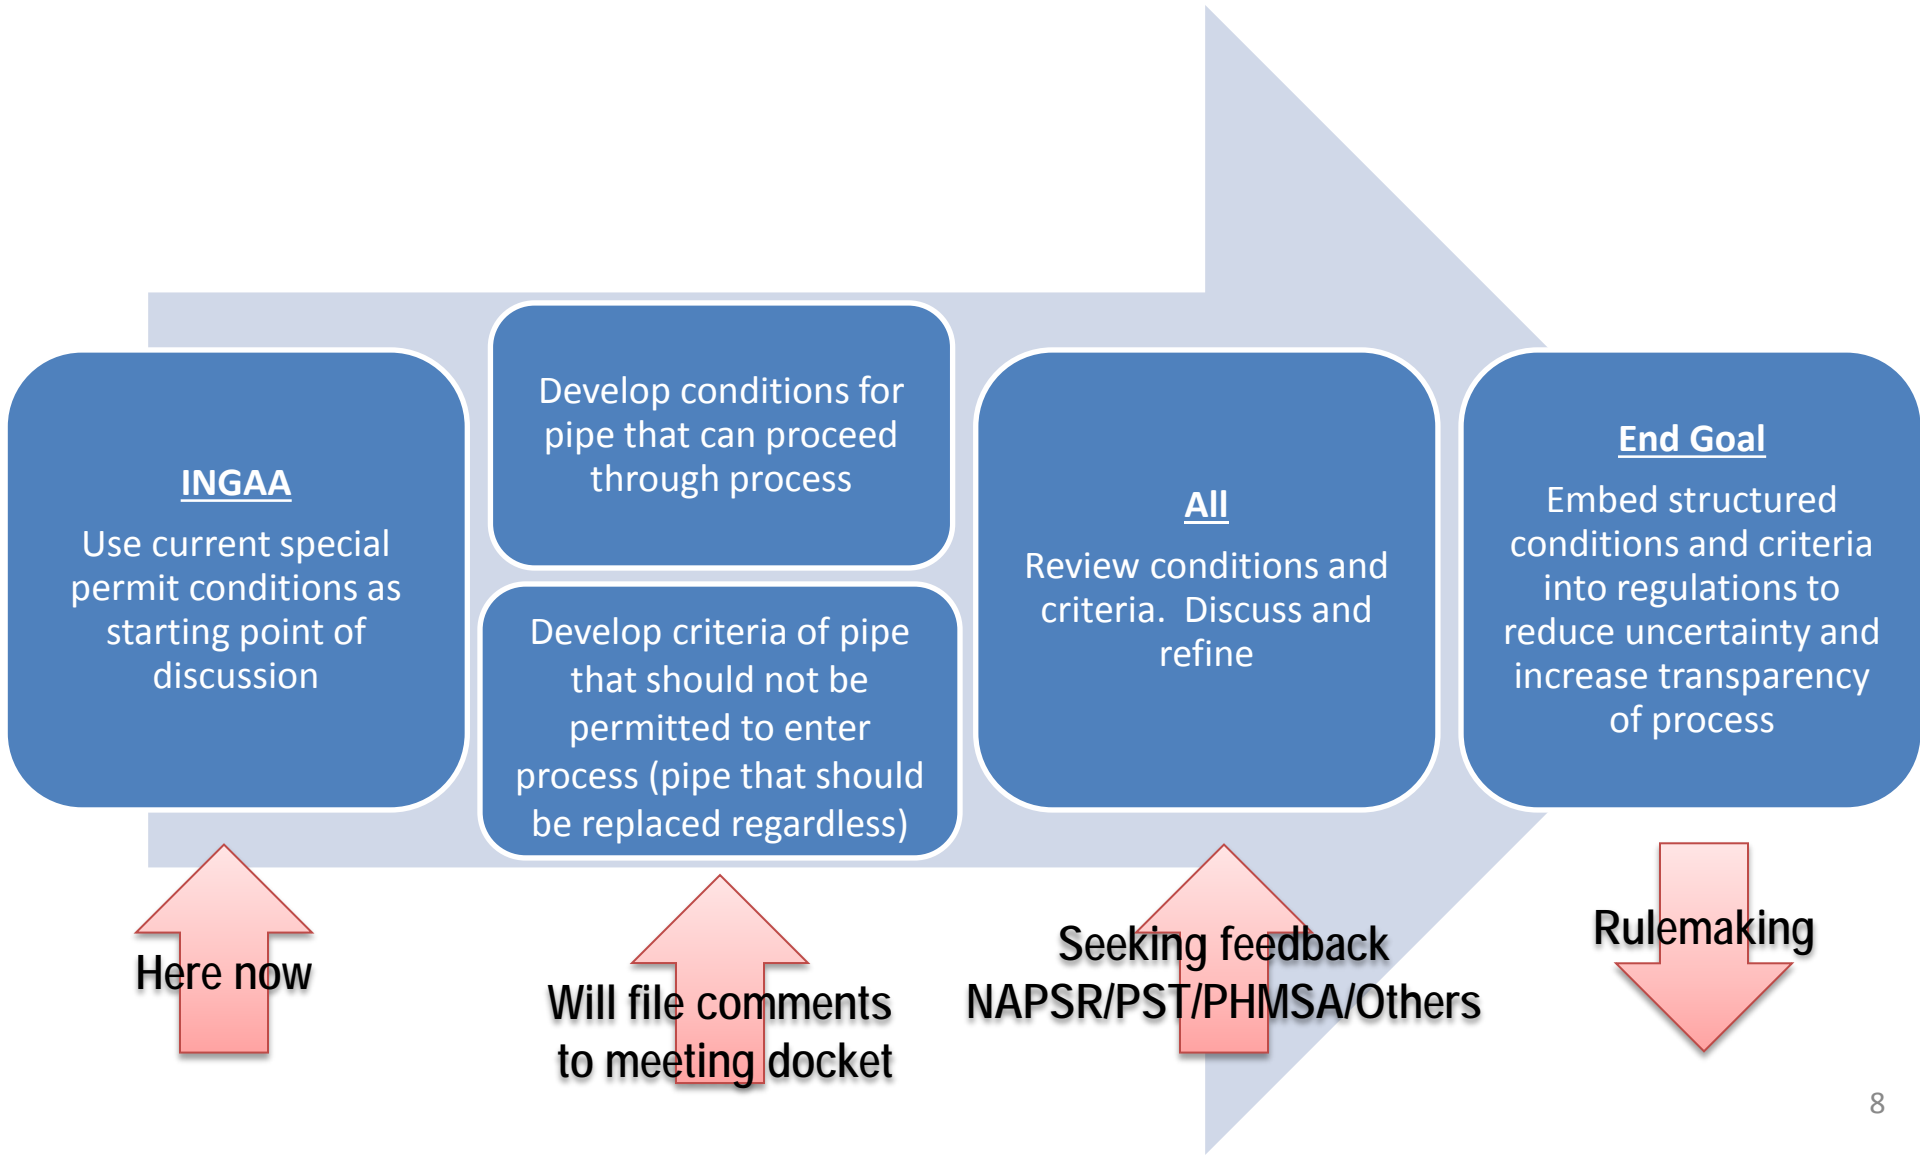 INGAA
Use current special
permit conditions as
starting point of
discussion
Develop conditions for
pipe that can proceed
through process
Develop criteria of pipe
that should not be
permitted to enter
process (pipe that should
be replaced regardless)
All
Review conditions and
criteria.  Discuss and
refine
End Goal
Embed structured
conditions and criteria
into regulations to
reduce uncertainty and
increase transparency
of process
Here now
Will file comments
to meeting docket
Seeking feedback
NAPSR/PST/PHMSA/Others
Rulemaking
8